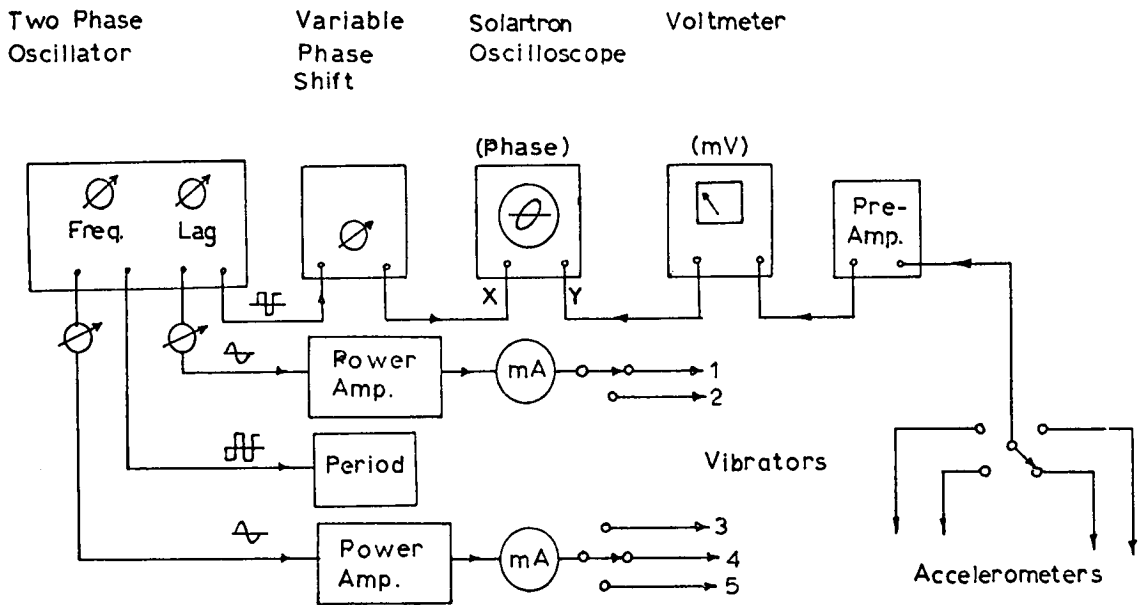 Two Phase
Oscillator
Variable
Phase
Shift
Solartron
Oscilloscope
Voltmeter
(Phase)
(mV)
Freq.
Lag
Pre-
Amp.
X
Y
Power
Amp.
mA
1
2
Period
Vibrators
Power
Amp.
mA
3
4
5
Accelerometers